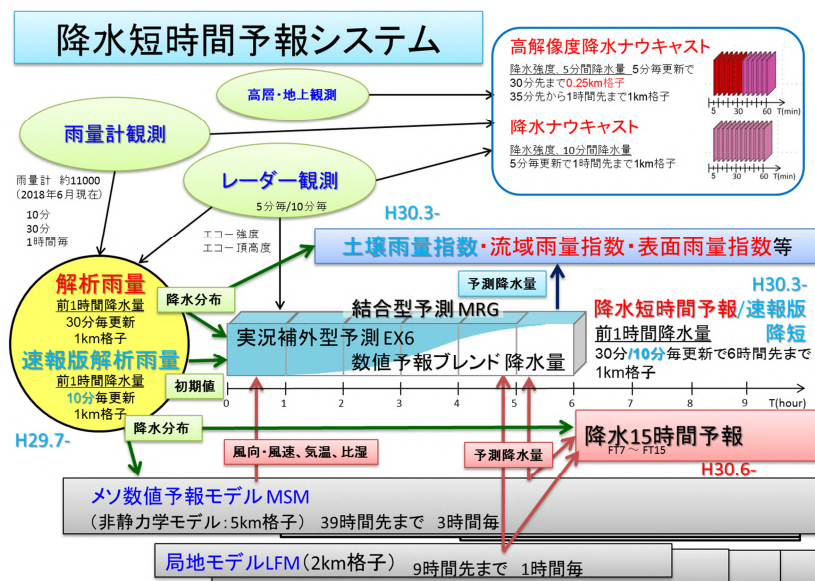 降水短時間予報システム
高解像度降水ナウキャスト
降水強度、5分間降水量 5分毎更新で
30分先まで0.25km格子
35分先から1時間先まで1km格子
5 30 60 T(min)
降水ナウキャスト
降水強度、10分間降水量
5分毎更新で1時間先まで1km格子
5 30 60 T(min)
高層・地上観測
雨量計観測
レーダー観測
5分毎/10分毎
雨量計 約11000
(2018年6月現在)
10分
30分
1時間毎
エコー強度
エコー頂高度
H30.3-
土壌雨量指数・流域雨量指数・表面雨量指数等
解析雨量
前1時間降水量
30分毎更新
1km格子
速報版解析雨量
前1時間降水量
10分毎更新
1km格子
H29.7-
降水分布
予測降水量
結合型予測MRG
実況補外型予測EX6
数値予報ブレンド降水量
H30.3-
降水短時間予報/速報版
降短
前1時間降水量
30分/10分毎更新で6時間先まで
1km格子
初期値
0 1 2 3 4 5 6 7 8 9 T(hour)
降水分布
風向・風速、気温、比湿
予測降水量
降水15時間予報
FT7 ~ FT15
H30.6-
メソ数値予報モデルMSM
(非静力学モデル:5km格子) 39時間先まで 3時間毎
局地モデルLFM(2km格子) 9時間先まで 1時間毎